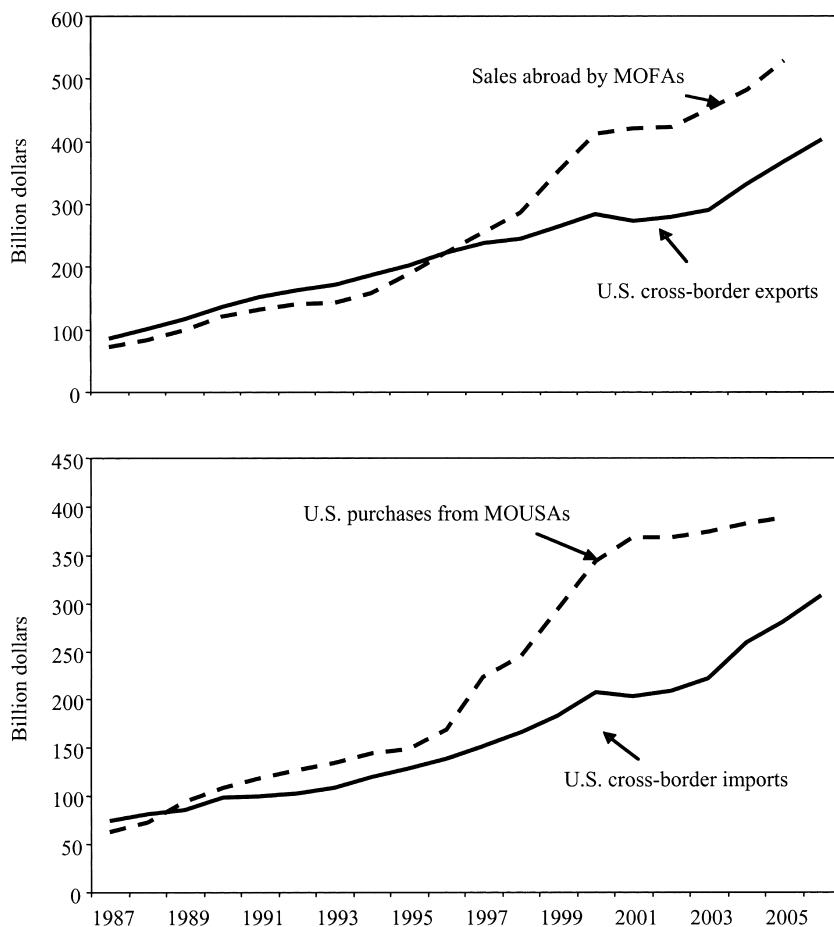 600
500
400
300
200
100
0
Billion dollars
Sales abroad by MOFAs
U.S. cross-border exports
450
400
350
300
250
200
150
100
50
0
Billion dollars
U.S. purchases from MOUSAs
U.S. cross-border imports
1987 1989 1991 1993 1995 1997 1999 2001 2003 2005